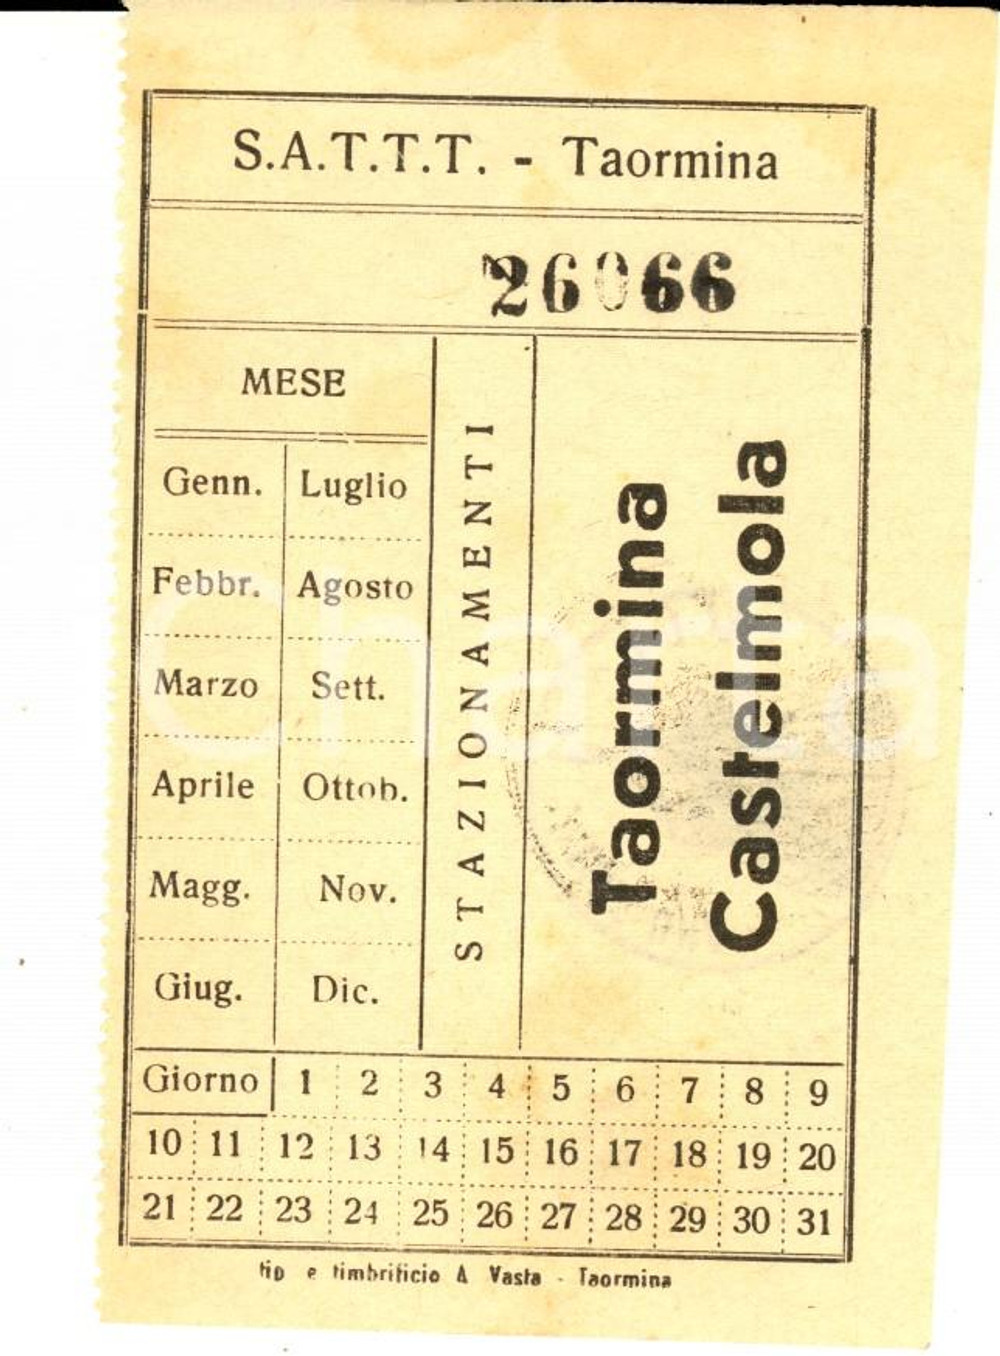 S.A.T.T.T. - Taormina
26066
MESE
Genn. Luglio
Febbr. Agosto
Marzo Sett.
Aprile Ottob.
Magg. Nov.
Giug. Dic.
STAZIONAMENTI
Taormina
Castelmola
Giorno 1 2 3 4 5 6 7 8 9
10 11 12 13 14 15 16 17 18 19 20
21 22 23 24 25 26 27 28 29 30 31
tip e timbrificio A Vasta - Taormina